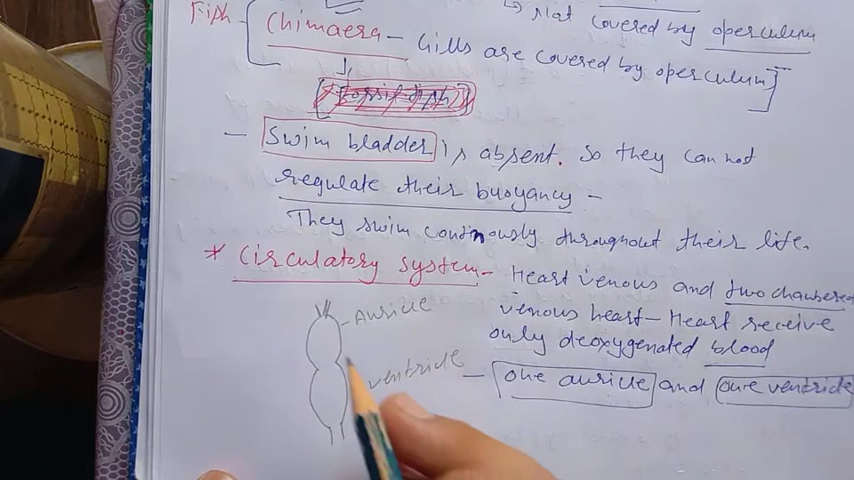 ↳ Not covered by operculum
Fish - Chimaera - Gills are covered by operculum]
↓
- Swim bladder is absent. So they can not
regulate their buoyancy -
They swim continously throughout their life.
* Circulatory system - Heart venous and two chambered
venous heart - Heart receive
only deoxygenated blood
- one auricle and one ventricle
Auricle
ventricle